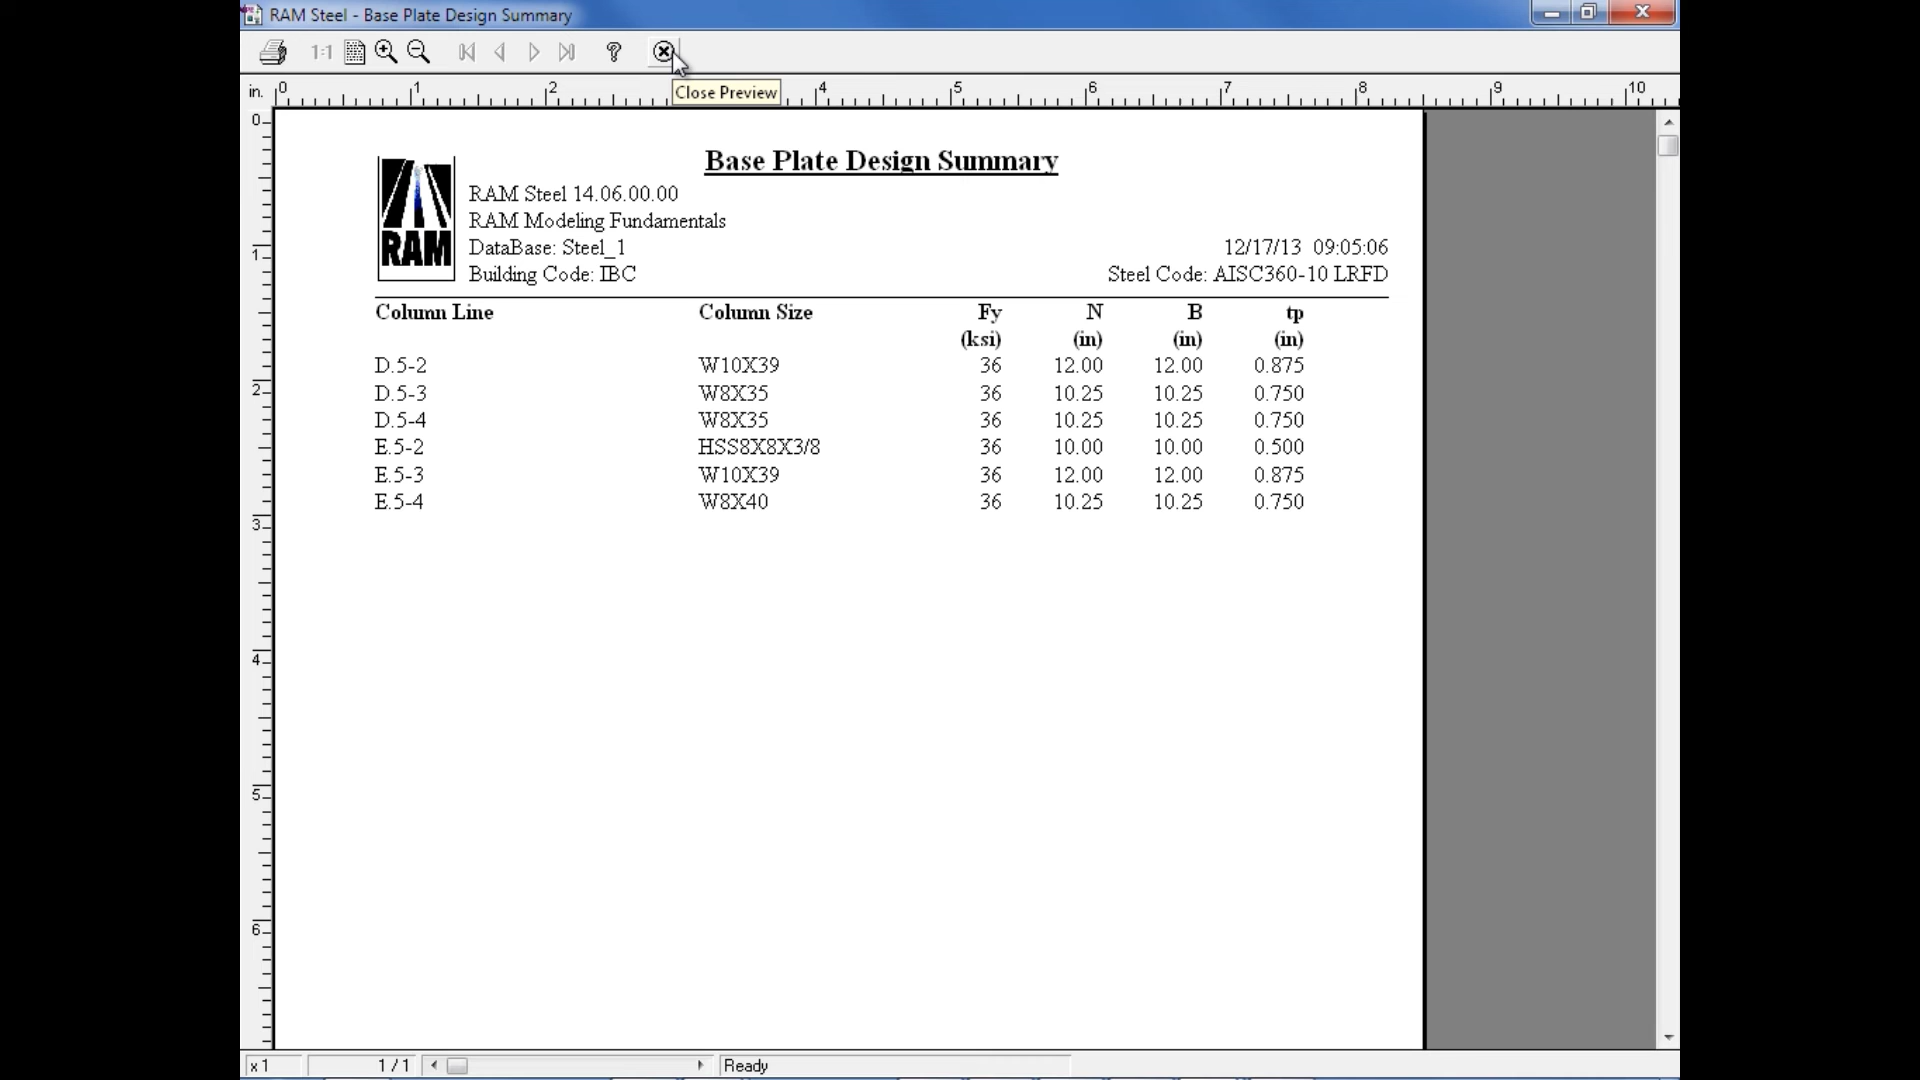 RAM Steel - Base Plate Design Summary
1:1
Close Preview
in. 0 1 2 4 5 6 7 8 9 10
0
1
2
3
4
5
6
Base Plate Design Summary
RAM
RAM Steel 14.06.00.00
RAM Modeling Fundamentals
DataBase: Steel_1 12/17/13 09:05:06
Building Code: IBC Steel Code: AISC360-10 LRFD
Column Line Column Size Fy N B tp
(ksi) (in) (in) (in)
D.5-2 W10X39 36 12.00 12.00 0.875
D.5-3 W8X35 36 10.25 10.25 0.750
D.5-4 W8X35 36 10.25 10.25 0.750
E.5-2 HSS8X8X3/8 36 10.00 10.00 0.500
E.5-3 W10X39 36 12.00 12.00 0.875
E.5-4 W8X40 36 10.25 10.25 0.750
x1 1 / 1 Ready